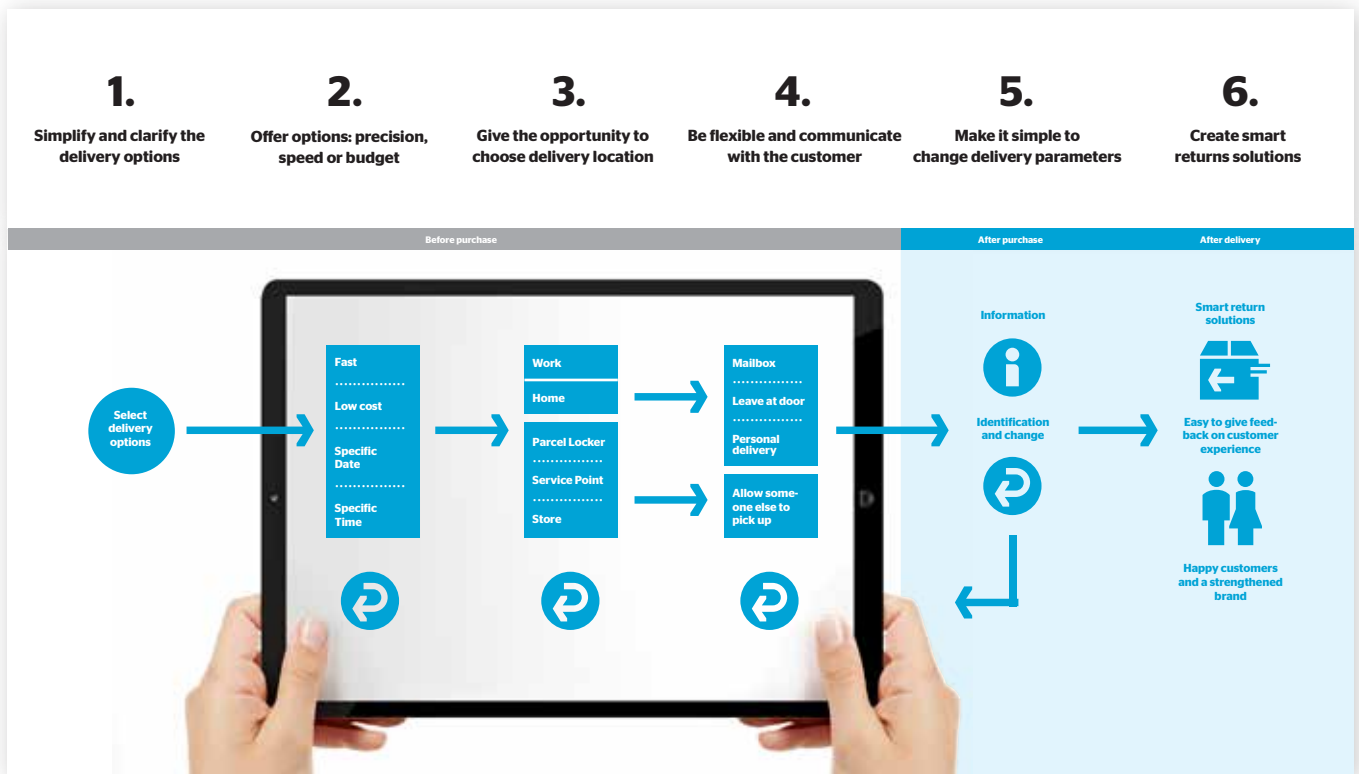 1.
Simplify and clarify the
delivery options
2.
Offer options: precision,
speed or budget
3.
Give the opportunity to
choose delivery location
4.
Be flexible and communicate
with the customer
5.
Make it simple to
change delivery parameters
6.
Create smart
returns solutions
Before purchase
After purchase
After delivery
Select
delivery
options
Fast
Low cost
Specific
Date
Specific
Time
Work
Home
Parcel Locker
Service Point
Store
Mailbox
Leave at door
Personal
delivery
Allow some-
one else to
pick up
Information
Identification
and change
Smart return
solutions
Easy to give feed-
back on customer
experience
Happy customers
and a strengthened
brand